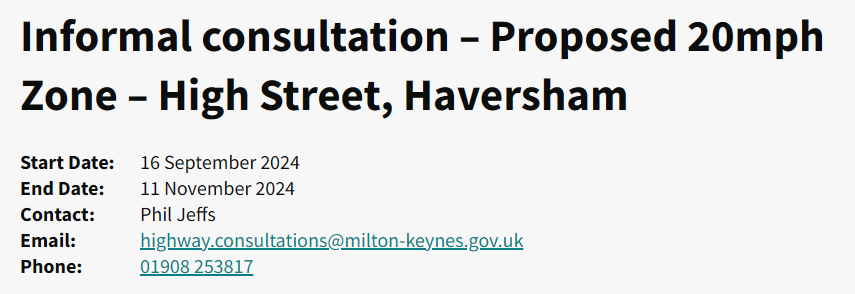 Informal consultation – Proposed 20mph
Zone – High Street, Haversham
Start Date: 16 September 2024
End Date: 11 November 2024
Contact: Phil Jeffs
Email: highway.consultations@milton-keynes.gov.uk
Phone: 01908 253817